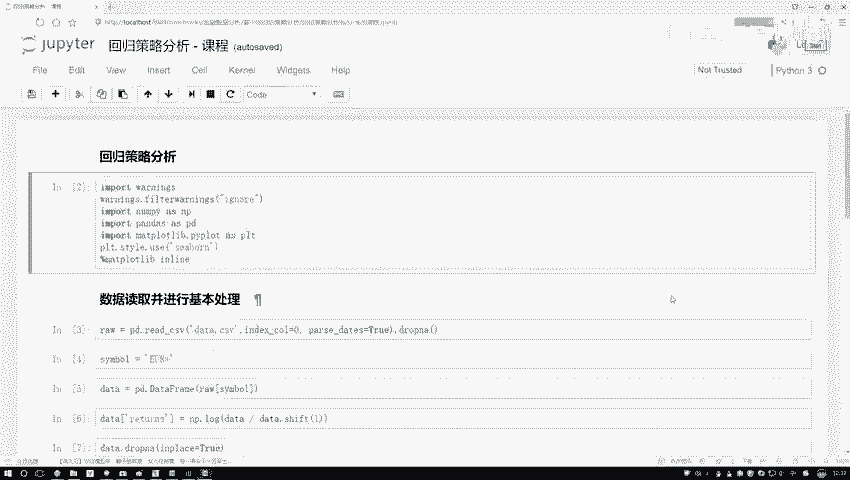 jupyter 回归策略分析 - 课程 (autosaved)
File Edit View Insert Cell Kernel Widgets Help
Not Trusted
Python 3
Code
回归策略分析
In [2]:
import warnings
warnings.filterwarnings("ignore")
import numpy as np
import pandas as pd
import matplotlib.pyplot as plt
plt.style.use("seaborn")
%matplotlib inline
数据读取并进行基本处理 ¶
In [3]: raw = pd.read_csv('data.csv',index_col=0, parse_dates=True).dropna()
In [4]: symbol =
In [5]: data = pd.DataFrame(raw[symbol])
In [6]: data['returns'] = np.log(data / data.shift(1))
In [7]: data.dropna(inplace=True)